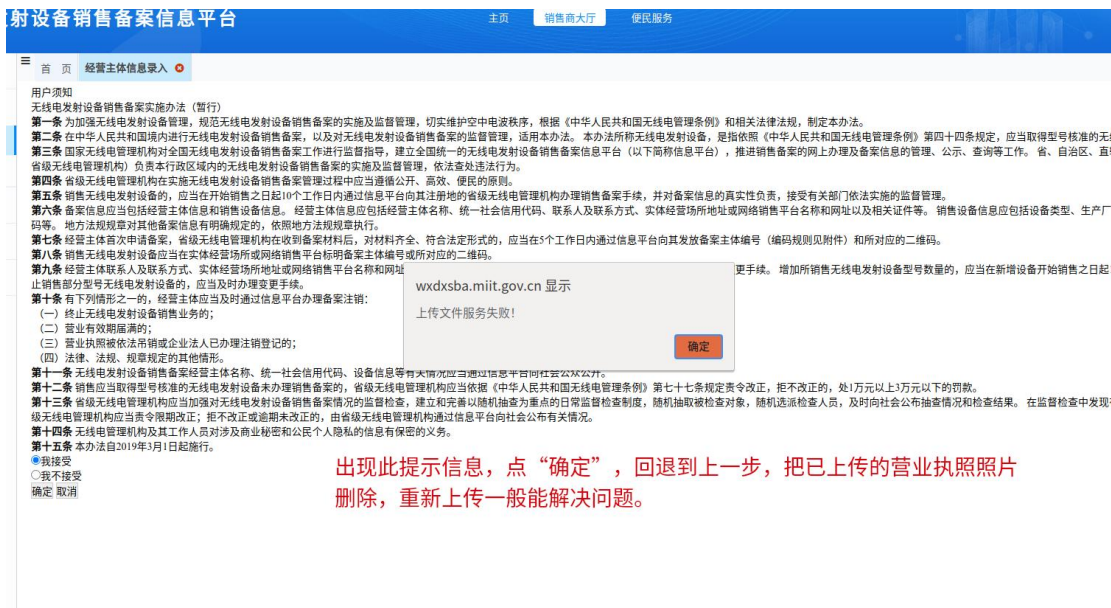 射设备销售备案信息平台
主页 销售商大厅 便民服务
首 页 经营主体信息录入
用户须知
无线电发射设备销售备案实施办法（暂行）
第一条 为加强无线电发射设备管理，规范无线电发射设备销售备案的实施及监督管理，切实维护空中电波秩序，根据《中华人民共和国无线电管理条例》和相关法律法规，制定本办法。
第二条 在中华人民共和国境内进行无线电发射设备销售备案，以及对无线电发射设备销售备案的监督管理，适用本办法。 本办法所称无线电发射设备，是指依照《中华人民共和国无线电管理条例》第四十四条规定，应当取得型号核准的无
第三条 国家无线电管理机构对全国无线电发射设备销售备案工作进行监督指导，建立全国统一的无线电发射设备销售备案信息平台（以下简称信息平台），推进销售备案的网上办理及备案信息的管理、公示、查询等工作。 省、自治区、直
省级无线电管理机构）负责本行政区域内的无线电发射设备销售备案的实施及监督管理，依法查处违法行为。
第四条 省级无线电管理机构在实施无线电发射设备销售备案管理过程中应当遵循公开、高效、便民的原则。
第五条 销售无线电发射设备的，应当在开始销售之日起10个工作日内通过信息平台向其注册地的省级无线电管理机构办理销售备案手续，并对备案信息的真实性负责，接受有关部门依法实施的监督管理。
第六条 备案信息应当包括经营主体信息和销售设备信息。 经营主体信息应包括经营主体名称、统一社会信用代码、联系人及联系方式、实体经营场所地址或网络销售平台名称和网址以及相关证件等。 销售设备信息应包括设备类型、生产厂
码等。 地方法规规章对其他备案信息有明确规定的，依照地方法规规章执行。
第七条 经营主体首次申请备案，省级无线电管理机构在收到备案材料后，对材料齐全、符合法定形式的，应当在5个工作日内通过信息平台向其发放备案主体编号（编码规则见附件）和所对应的二维码。
第八条 销售无线电发射设备应当在实体经营场所或网络销售平台标明备案主体编号或所对应的二维码。
第九条 经营主体联系人及联系方式、实体经营场所地址或网络销售平台名称和网址 更手续。 增加所销售无线电发射设备型号数量的，应当在新增设备开始销售之日起
止销售部分型号无线电发射设备的，应当及时办理变更手续。
第十条 有下列情形之一的，经营主体应当及时通过信息平台办理备案注销：
（一）终止无线电发射设备销售业务的；
（二）营业有效期届满的；
（三）营业执照被依法吊销或企业法人已办理注销登记的；
（四）法律、法规、规章规定的其他情形。
wxdxsba.miit.gov.cn 显示
上传文件服务失败！
确定
第十一条 无线电发射设备销售备案经营主体名称、统一社会信用代码、设备信息等有关情况应当通过信息平台向社会公众公开。
第十二条 销售应当取得型号核准的无线电发射设备未办理销售备案的，省级无线电管理机构应当依据《中华人民共和国无线电管理条例》第七十七条规定责令改正，拒不改正的，处1万元以上3万元以下的罚款。
第十三条 省级无线电管理机构应当加强对无线电发射设备销售备案情况的监督检查，建立和完善以随机抽查为重点的日常监督检查制度，随机抽取被检查对象，随机选派检查人员，及时向社会公布抽查情况和检查结果。 在监督检查中发现
级无线电管理机构应当责令限期改正；拒不改正或逾期未改正的，由省级无线电管理机构通过信息平台向社会公布有关情况。
第十四条 无线电管理机构及其工作人员对涉及商业秘密和公民个人隐私的信息有保密的义务。
第十五条 本办法自2019年3月1日起施行。
我接受
我不接受
确定 取消
出现此提示信息，点“确定”，回退到上一步，把已上传的营业执照照片
删除，重新上传一般能解决问题。